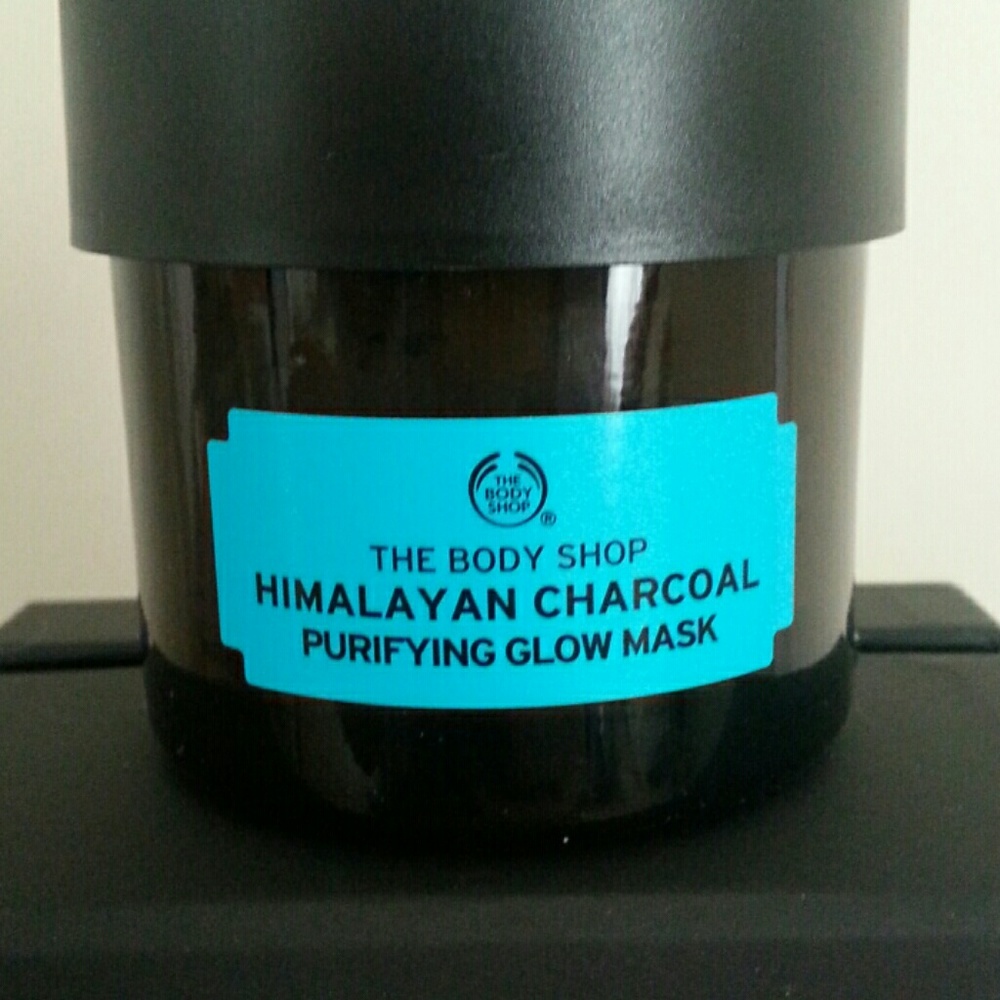 THE
BODY
SHOP
®
THE BODY SHOP
HIMALAYAN CHARCOAL
PURIFYING GLOW MASK